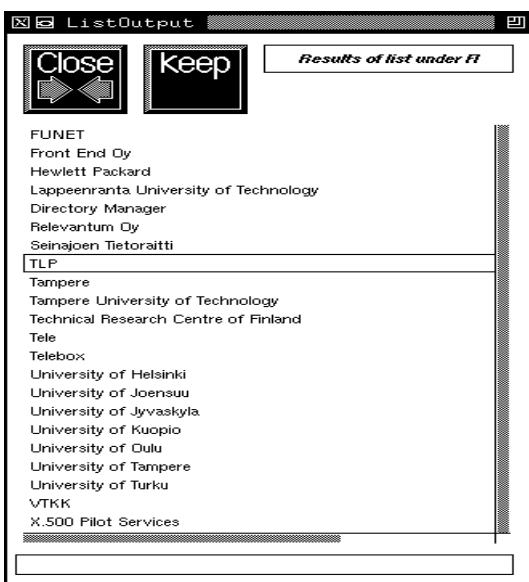 ListOutput
Close
Keep
Results of list under FI
FUNET
Front End Oy
Hewlett Packard
Lappeenranta University of Technology
Directory Manager
Relevantum Oy
Seinajoen Tietoraitti
TLP
Tampere
Tampere University of Technology
Technical Research Centre of Finland
Tele
Telebox
University of Helsinki
University of Joensuu
University of Jyvaskyla
University of Kuopio
University of Oulu
University of Tampere
University of Turku
VTKK
X.500 Pilot Services